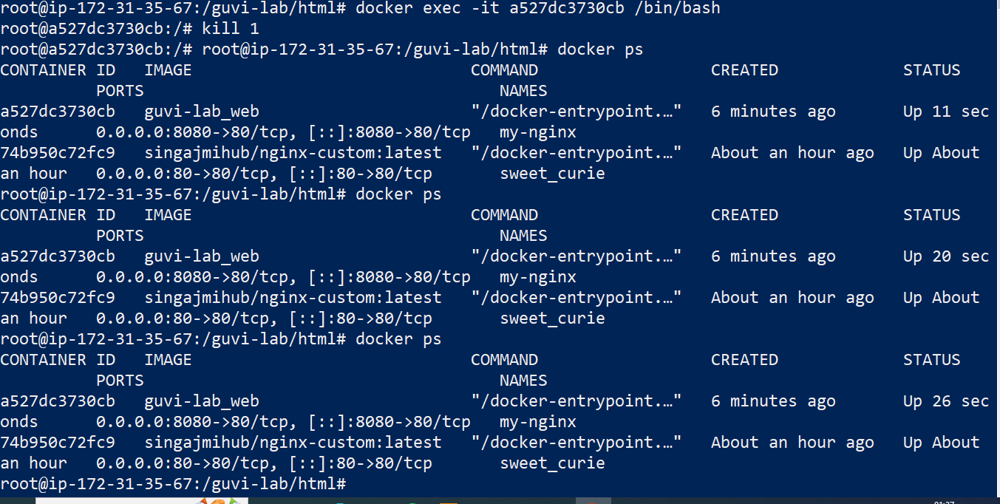 root@ip-172-31-35-67:/guvi-lab/html# docker exec -it a527dc3730cb /bin/bash
root@a527dc3730cb:/# kill 1
root@a527dc3730cb:/# root@ip-172-31-35-67:/guvi-lab/html# docker ps
CONTAINER ID   IMAGE                             COMMAND                  CREATED             STATUS
          PORTS                                     NAMES
a527dc3730cb   guvi-lab_web                      "/docker-entrypoint.…"   6 minutes ago       Up 11 sec
onds      0.0.0.0:8080->80/tcp, [::]:8080->80/tcp   my-nginx
74b950c72fc9   singajmihub/nginx-custom:latest   "/docker-entrypoint.…"   About an hour ago   Up About
an hour   0.0.0.0:80->80/tcp, [::]:80->80/tcp       sweet_curie
root@ip-172-31-35-67:/guvi-lab/html# docker ps
CONTAINER ID   IMAGE                             COMMAND                  CREATED             STATUS
          PORTS                                     NAMES
a527dc3730cb   guvi-lab_web                      "/docker-entrypoint.…"   6 minutes ago       Up 20 sec
onds      0.0.0.0:8080->80/tcp, [::]:8080->80/tcp   my-nginx
74b950c72fc9   singajmihub/nginx-custom:latest   "/docker-entrypoint.…"   About an hour ago   Up About
an hour   0.0.0.0:80->80/tcp, [::]:80->80/tcp       sweet_curie
root@ip-172-31-35-67:/guvi-lab/html# docker ps
CONTAINER ID   IMAGE                             COMMAND                  CREATED             STATUS
          PORTS                                     NAMES
a527dc3730cb   guvi-lab_web                      "/docker-entrypoint.…"   6 minutes ago       Up 26 sec
onds      0.0.0.0:8080->80/tcp, [::]:8080->80/tcp   my-nginx
74b950c72fc9   singajmihub/nginx-custom:latest   "/docker-entrypoint.…"   About an hour ago   Up About
an hour   0.0.0.0:80->80/tcp, [::]:80->80/tcp       sweet_curie
root@ip-172-31-35-67:/guvi-lab/html#